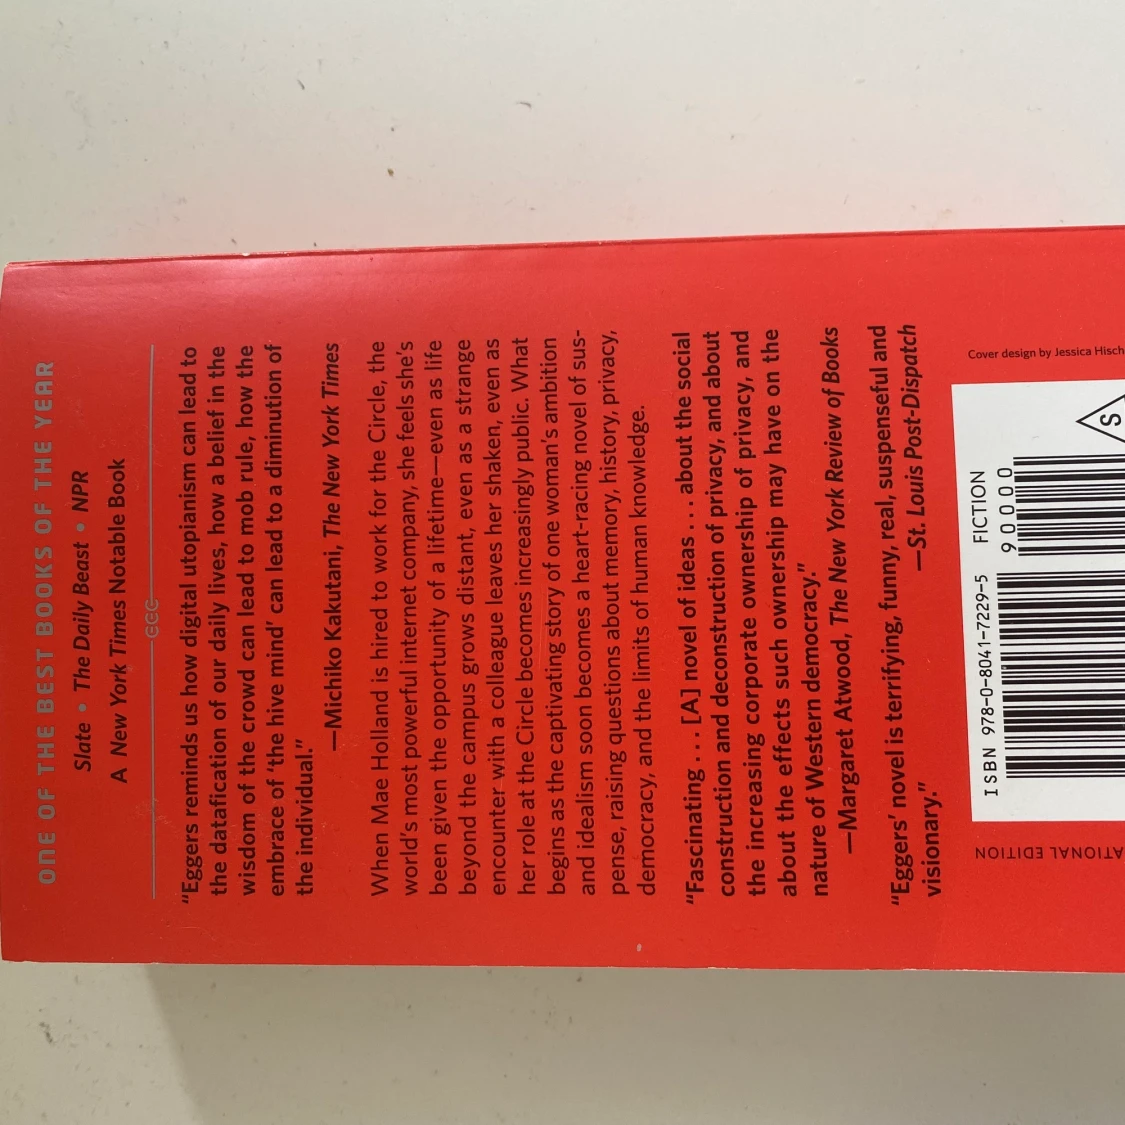 ONE OF THE BEST BOOKS OF THE YEAR
Slate • The Daily Beast • NPR
A New York Times Notable Book
“Eggers reminds us how digital utopianism can lead to
the datafication of our daily lives, how a belief in the
wisdom of the crowd can lead to mob rule, how the
embrace of ‘the hive mind’ can lead to a diminution of
the individual.”
—Michiko Kakutani, The New York Times
When Mae Holland is hired to work for the Circle, the
world’s most powerful internet company, she feels she’s
been given the opportunity of a lifetime—even as life
beyond the campus grows distant, even as a strange
encounter with a colleague leaves her shaken, even as
her role at the Circle becomes increasingly public. What
begins as the captivating story of one woman’s ambition
and idealism soon becomes a heart-racing novel of sus-
pense, raising questions about memory, history, privacy,
democracy, and the limits of human knowledge.
“Fascinating . . . [A] novel of ideas . . . about the social
construction and deconstruction of privacy, and about
the increasing corporate ownership of privacy, and
about the effects such ownership may have on the
nature of Western democracy.”
—Margaret Atwood, The New York Review of Books
“Eggers’ novel is terrifying, funny, real, suspenseful and
visionary.”
—St. Louis Post-Dispatch
Cover design by Jessica Hisch
FICTION
ISBN 978-0-8041-7229-5
90000
S
ATIONAL EDITION